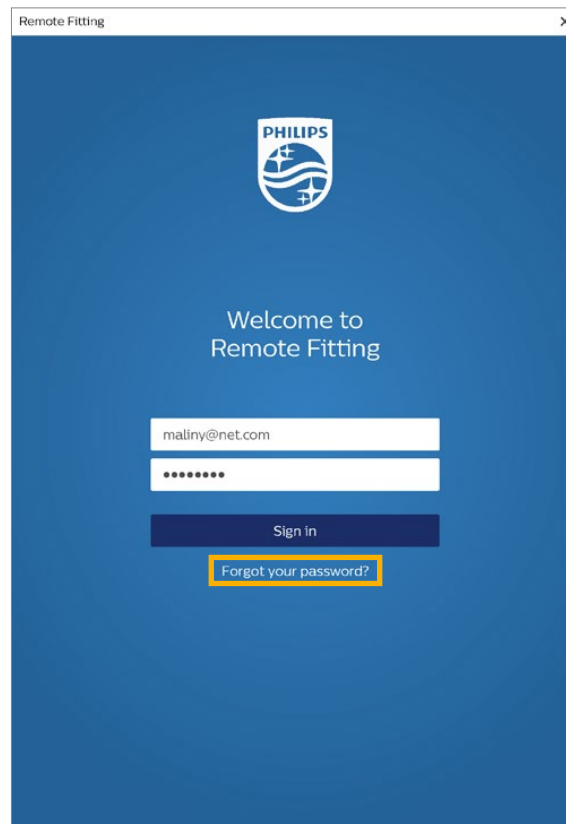 Remote Fitting
PHILIPS
Welcome to
Remote Fitting
maliny@net.com
••••••••
Sign in
Forgot your password?